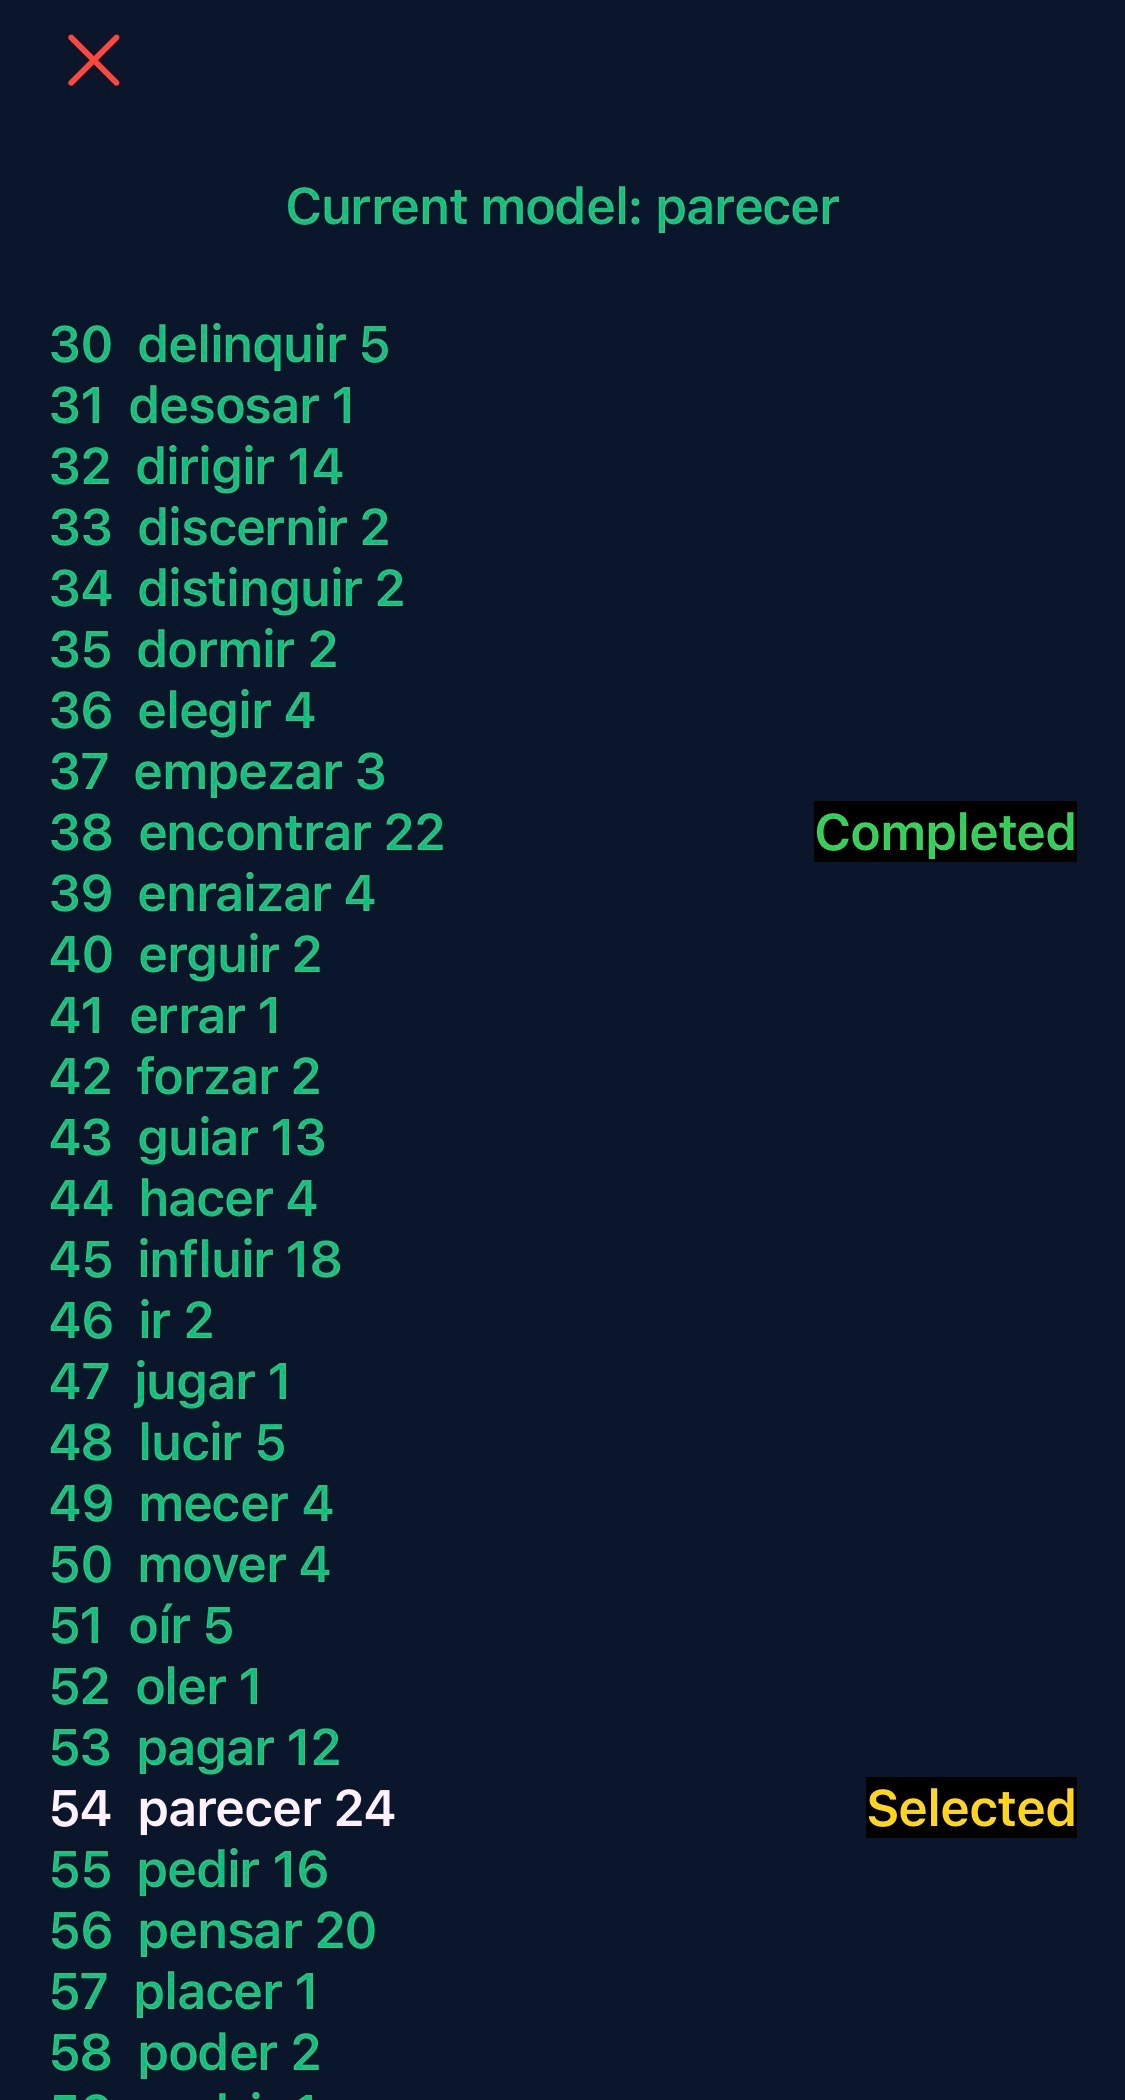 Current model: parecer
30 delinquir 5
31 desosar 1
32 dirigir 14
33 discernir 2
34 distinguir 2
35 dormir 2
36 elegir 4
37 empezar 3
38 encontrar 22 Completed
39 enraizar 4
40 erguir 2
41 errar 1
42 forzar 2
43 guiar 13
44 hacer 4
45 influir 18
46 ir 2
47 jugar 1
48 lucir 5
49 mecer 4
50 mover 4
51 oír 5
52 oler 1
53 pagar 12
54 parecer 24 Selected
55 pedir 16
56 pensar 20
57 placer 1
58 poder 2